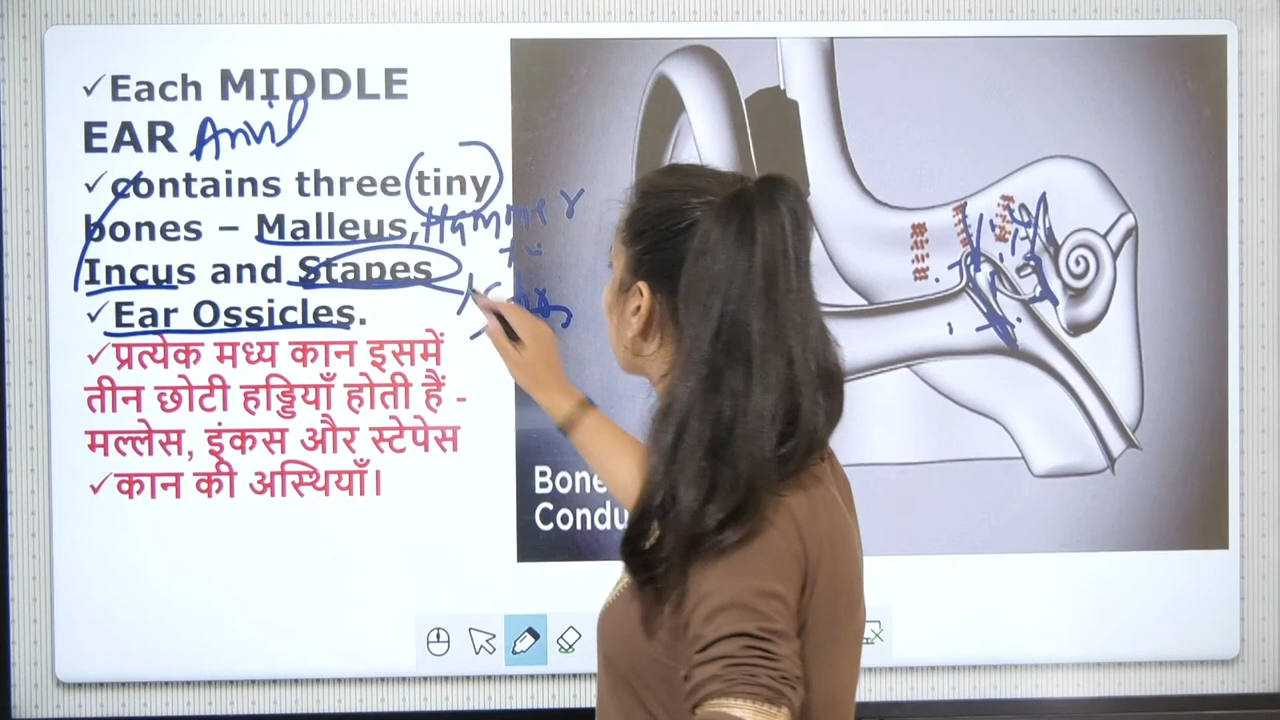 ✓Each MIDDLE
EAR Anvil
✓contains three tiny
bones – Malleus, Hammer
Incus and Stapes
✓Ear Ossicles.
✓प्रत्येक मध्य कान इसमें
तीन छोटी हड्डियाँ होती हैं -
मल्लेस, इंकस और स्टेपेस
✓कान की अस्थियाँ।
Bone
Condu